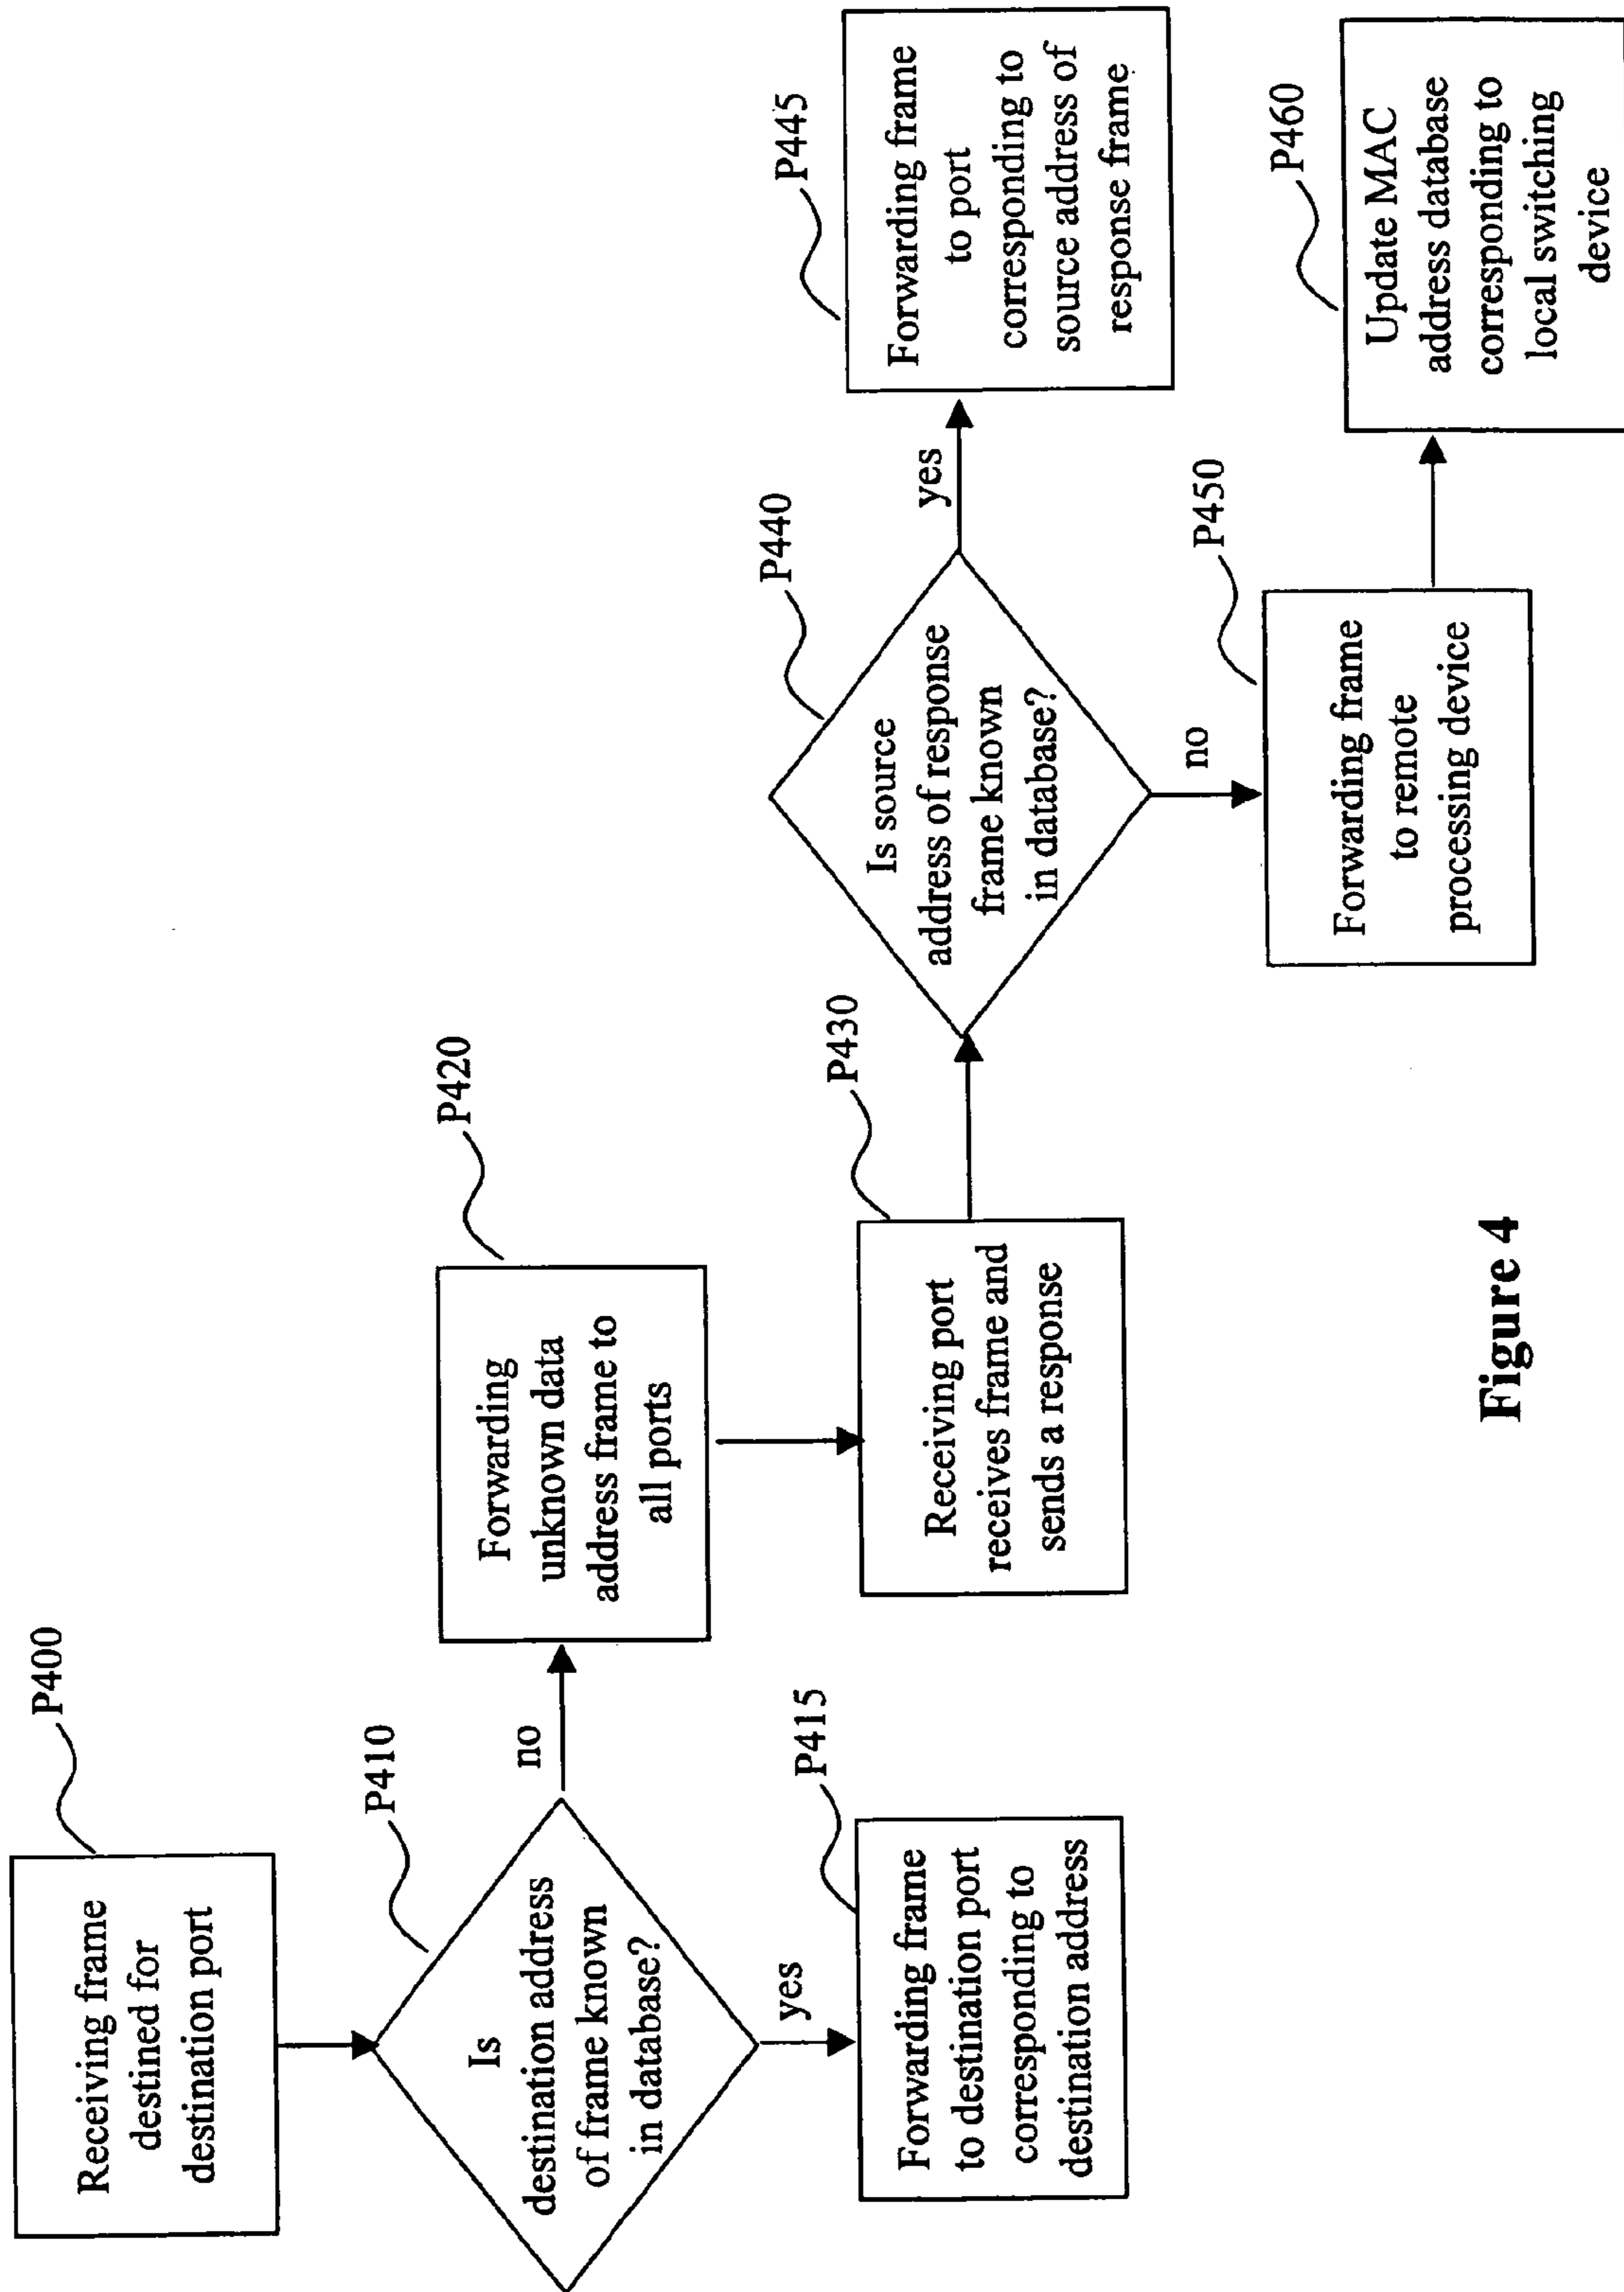 P400
Receiving frame
destined for
destination port
P410
Is
destination address
of frame known
in database?
no
yes
P415
Forwarding frame
to destination port
corresponding to
destination address
P420
Forwarding
unknown data
address frame to
all ports
P430
Receiving port
receives frame and
sends a response
P440
Is source
address of response
frame known
in database?
yes
no
P445
Forwarding frame
to port
corresponding to
source address of
response frame
P450
Forwarding frame
to remote
processing device
P460
Update MAC
address database
corresponding to
local switching
device
Figure 4